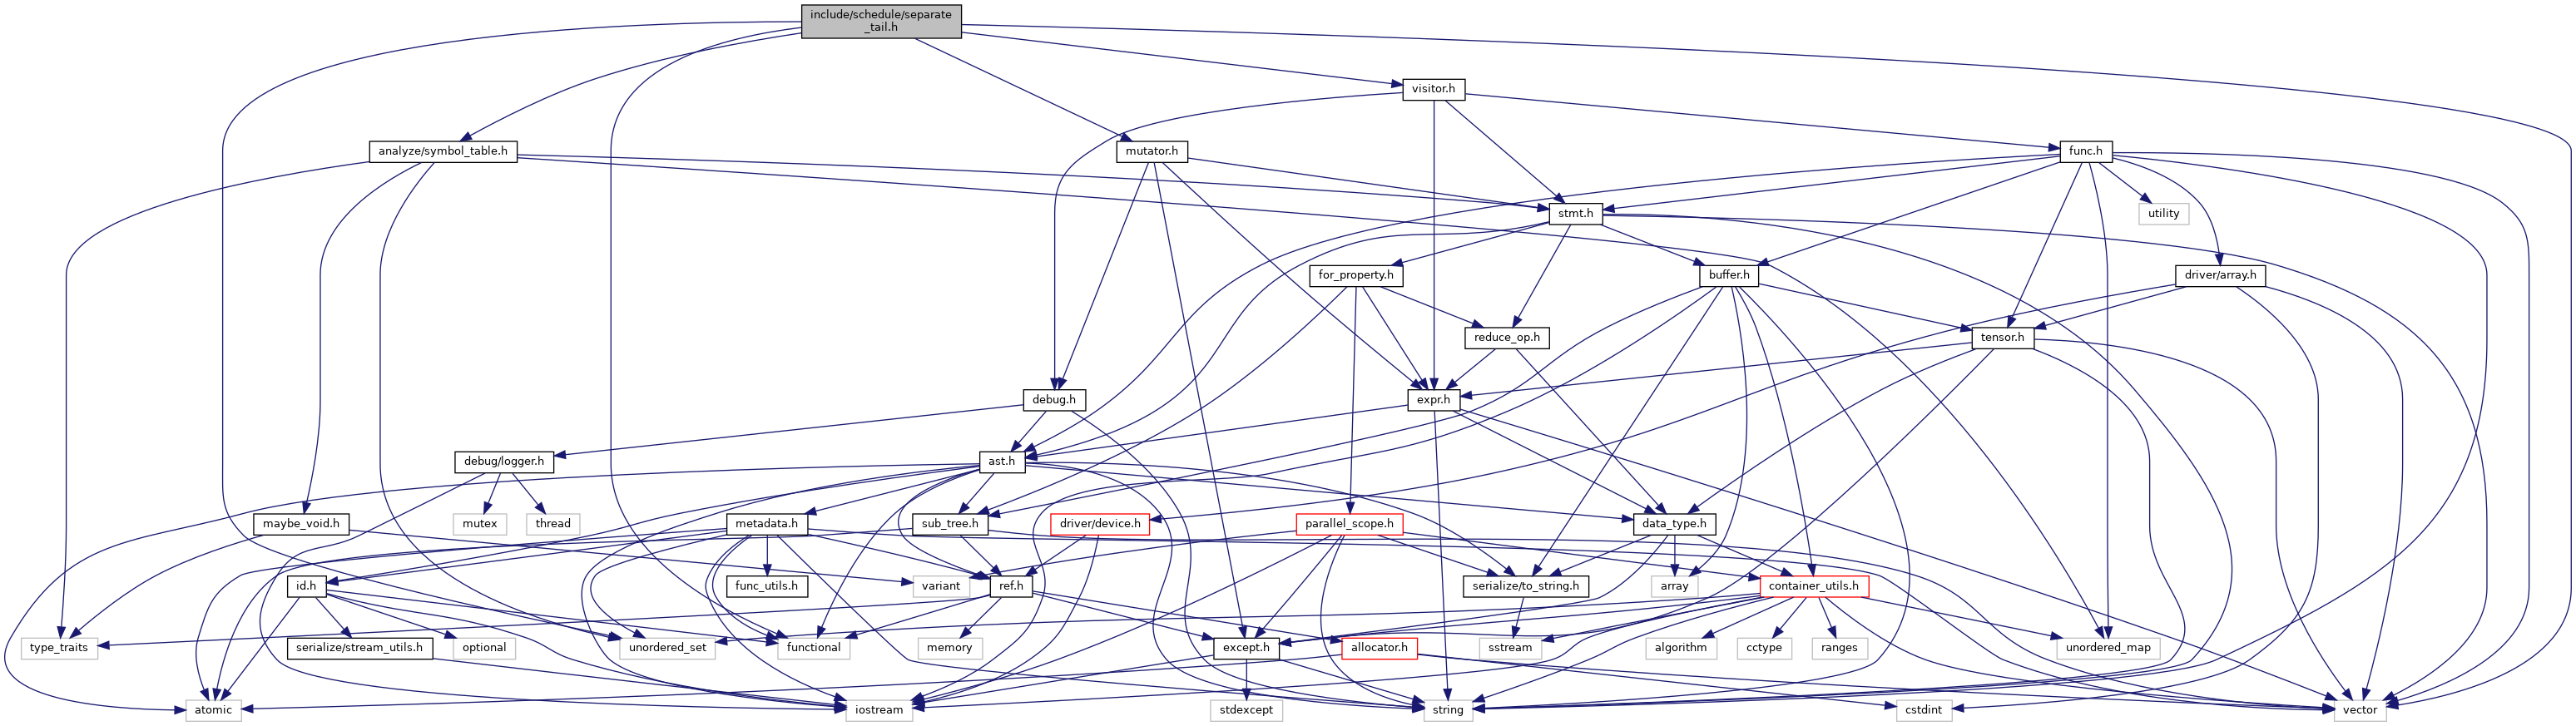 include/schedule/separate
_tail.h
visitor.h
analyze/symbol_table.h
mutator.h
func.h
stmt.h
utility
for_property.h
buffer.h
driver/array.h
reduce_op.h
tensor.h
debug.h
expr.h
debug/logger.h
ast.h
mutex
thread
maybe_void.h
metadata.h
sub_tree.h
driver/device.h
parallel_scope.h
data_type.h
id.h
func_utils.h
variant
ref.h
serialize/to_string.h
array
container_utils.h
type_traits
serialize/stream_utils.h
optional
unordered_set
functional
memory
except.h
allocator.h
sstream
algorithm
cctype
ranges
unordered_map
atomic
iostream
stdexcept
string
cstdint
vector